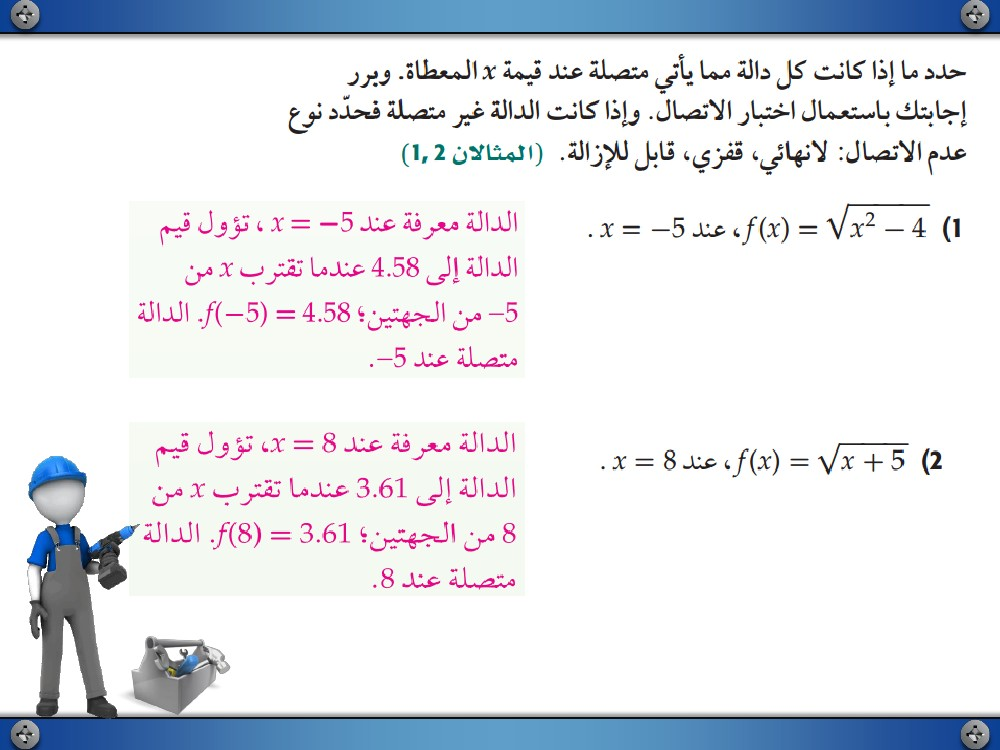 حدد ما إذا كانت كل دالة مما يأتي متصلة عند قيمة x المعطاة. وبرر
إجابتك باستعمال اختبار الاتصال. وإذا كانت الدالة غير متصلة فحدّد نوع
عدم الاتصال: لانهائي، قفزي، قابل للإزالة. (المثالان 1, 2)
1) f(x) = √(x² − 4)، عند x = −5 .
الدالة معرفة عند x = −5 ، تؤول قيم
الدالة إلى 4.58 عندما تقترب x من
−5 من الجهتين؛ f(−5) = 4.58. الدالة
متصلة عند −5.
2) f(x) = √(x + 5)، عند x = 8 .
الدالة معرفة عند x = 8، تؤول قيم
الدالة إلى 3.61 عندما تقترب x من
8 من الجهتين؛ f(8) = 3.61. الدالة
متصلة عند 8.